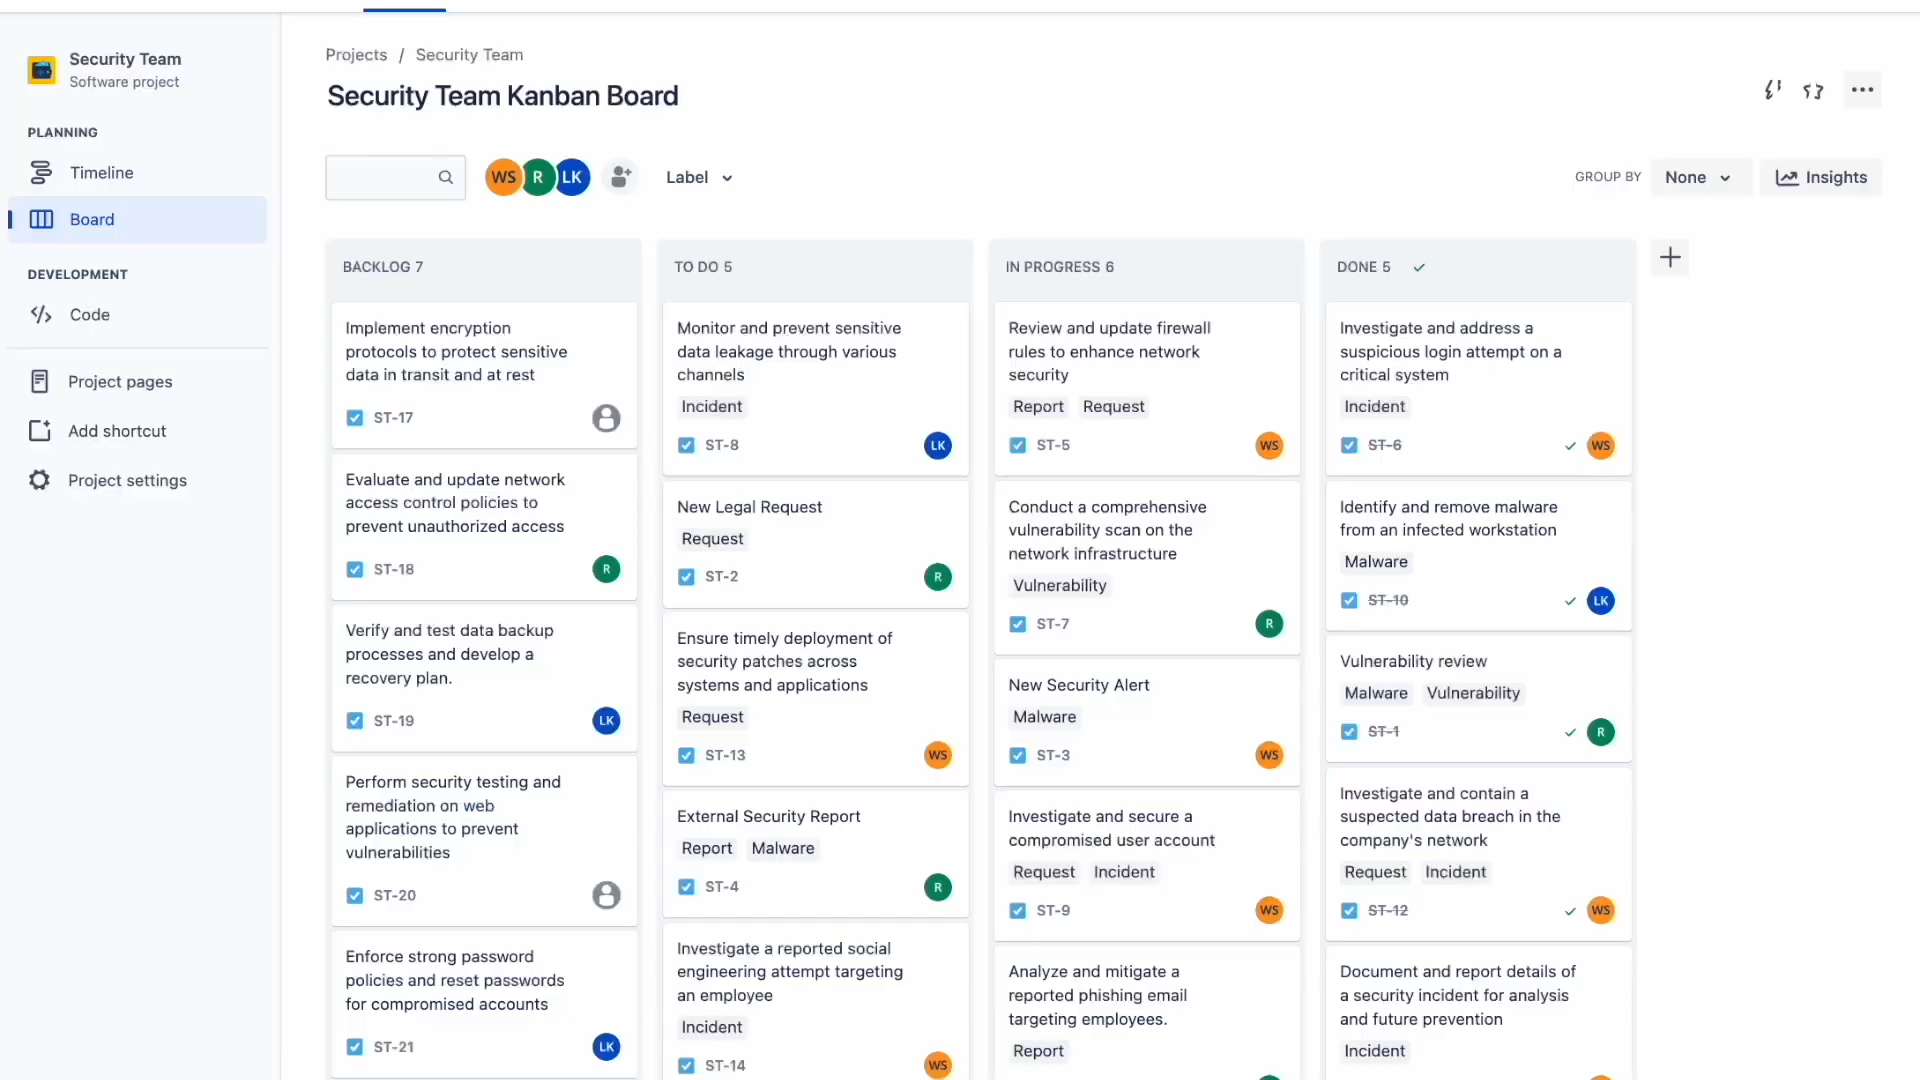 Security Team
Software project
PLANNING
Timeline
Board
DEVELOPMENT
Code
Project pages
Add shortcut
Project settings
Projects / Security Team
Security Team Kanban Board
WS R LK
Label
GROUP BY
None
Insights
BACKLOG 7
Implement encryption
protocols to protect sensitive
data in transit and at rest
ST-17
Evaluate and update network
access control policies to
prevent unauthorized access
ST-18
R
Verify and test data backup
processes and develop a
recovery plan.
ST-19
LK
Perform security testing and
remediation on web
applications to prevent
vulnerabilities
ST-20
Enforce strong password
policies and reset passwords
for compromised accounts
ST-21
LK
TO DO 5
Monitor and prevent sensitive
data leakage through various
channels
Incident
ST-8
LK
New Legal Request
Request
ST-2
R
Ensure timely deployment of
security patches across
systems and applications
Request
ST-13
WS
External Security Report
Report Malware
ST-4
R
Investigate a reported social
engineering attempt targeting
an employee
Incident
ST-14
WS
IN PROGRESS 6
Review and update firewall
rules to enhance network
security
Report Request
ST-5
WS
Conduct a comprehensive
vulnerability scan on the
network infrastructure
Vulnerability
ST-7
R
New Security Alert
Malware
ST-3
WS
Investigate and secure a
compromised user account
Request Incident
ST-9
WS
Analyze and mitigate a
reported phishing email
targeting employees.
Report
DONE 5
Investigate and address a
suspicious login attempt on a
critical system
Incident
ST-6
WS
Identify and remove malware
from an infected workstation
Malware
ST-10
LK
Vulnerability review
Malware Vulnerability
ST-1
R
Investigate and contain a
suspected data breach in the
company's network
Request Incident
ST-12
WS
Document and report details of
a security incident for analysis
and future prevention
Incident